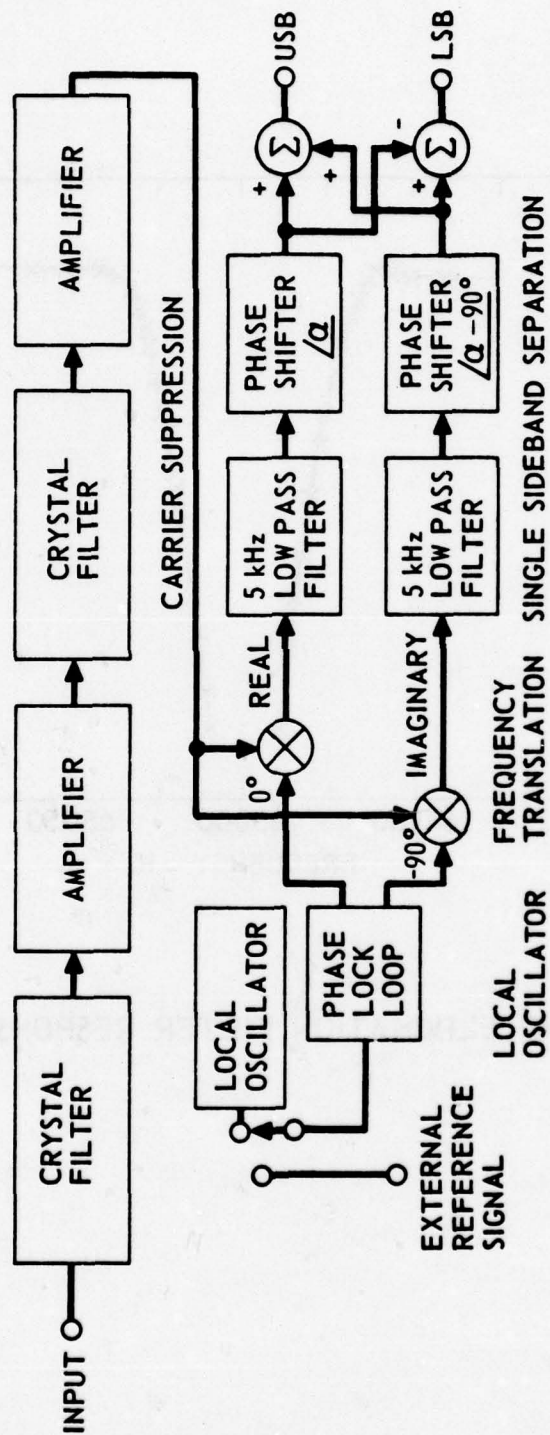 INPUT
CRYSTAL
FILTER
AMPLIFIER
CRYSTAL
FILTER
AMPLIFIER
CARRIER SUPPRESSION
LOCAL
OSCILLATOR
0°
REAL
5 kHz
LOW PASS
FILTER
PHASE
SHIFTER
/α
+
+
Σ
USB
EXTERNAL
REFERENCE
SIGNAL
PHASE
LOCK
LOOP
-90°
IMAGINARY
5 kHz
LOW PASS
FILTER
PHASE
SHIFTER
/α -90°
+
-
Σ
LSB
LOCAL
OSCILLATOR
FREQUENCY
TRANSLATION
SINGLE SIDEBAND SEPARATION